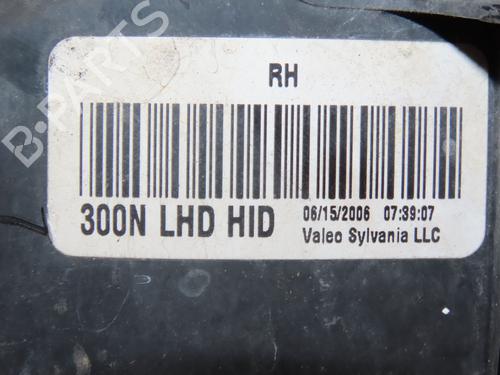 RH
300N LHD HID
06/15/2006 07:39:07
Valeo Sylvania LLC
B-PARTS